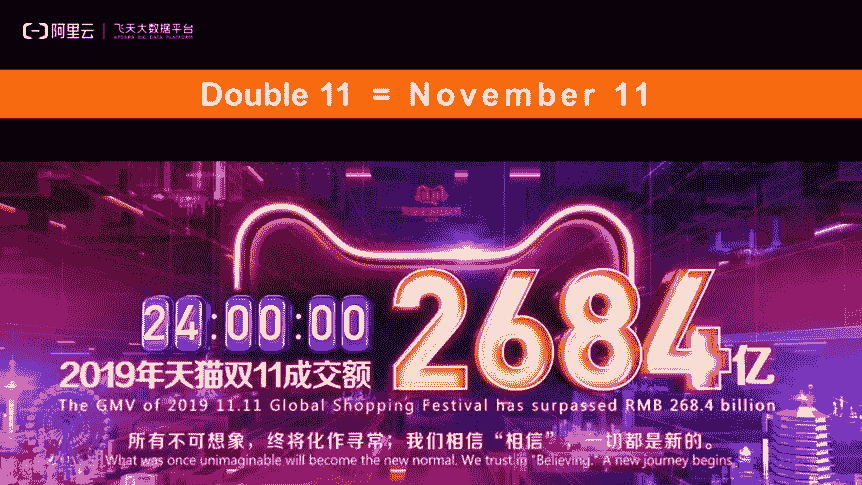 阿里云 | 飞天大数据平台
APSARA BIG DATA PLATFORM
Double 11 = November 11
24:00:00
2684亿
2019年天猫双11成交额
The GMV of 2019 11.11 Global Shopping Festival has surpassed RMB 268.4 billion
所有不可想象，终将化作寻常；我们相信“相信”，一切都是新的。
What was once unimaginable will become the new normal. We trust in "Believing." A new journey begins.